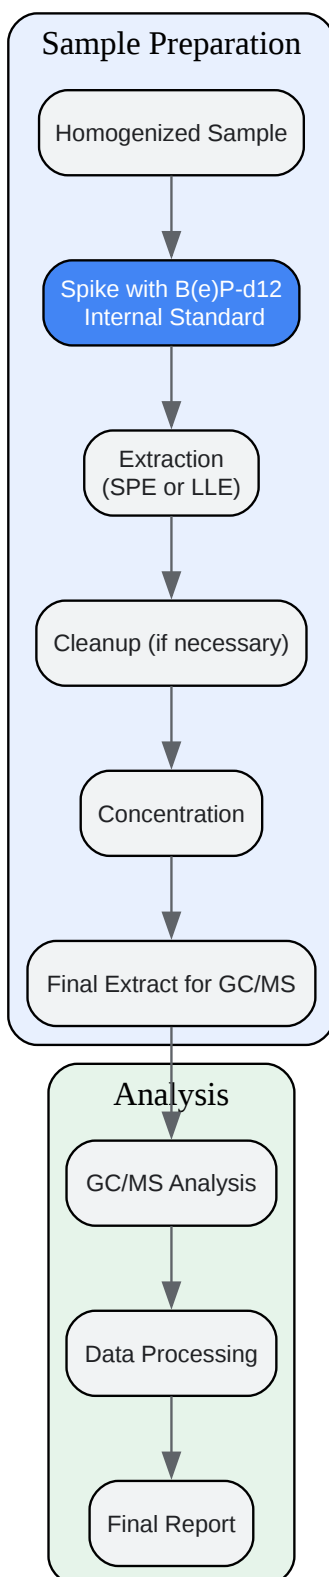 Sample Preparation
Homogenized Sample
Spike with B(e)P-d12
Internal Standard
Extraction
(SPE or LLE)
Cleanup (if necessary)
Concentration
Final Extract for GC/MS
Analysis
GC/MS Analysis
Data Processing
Final Report